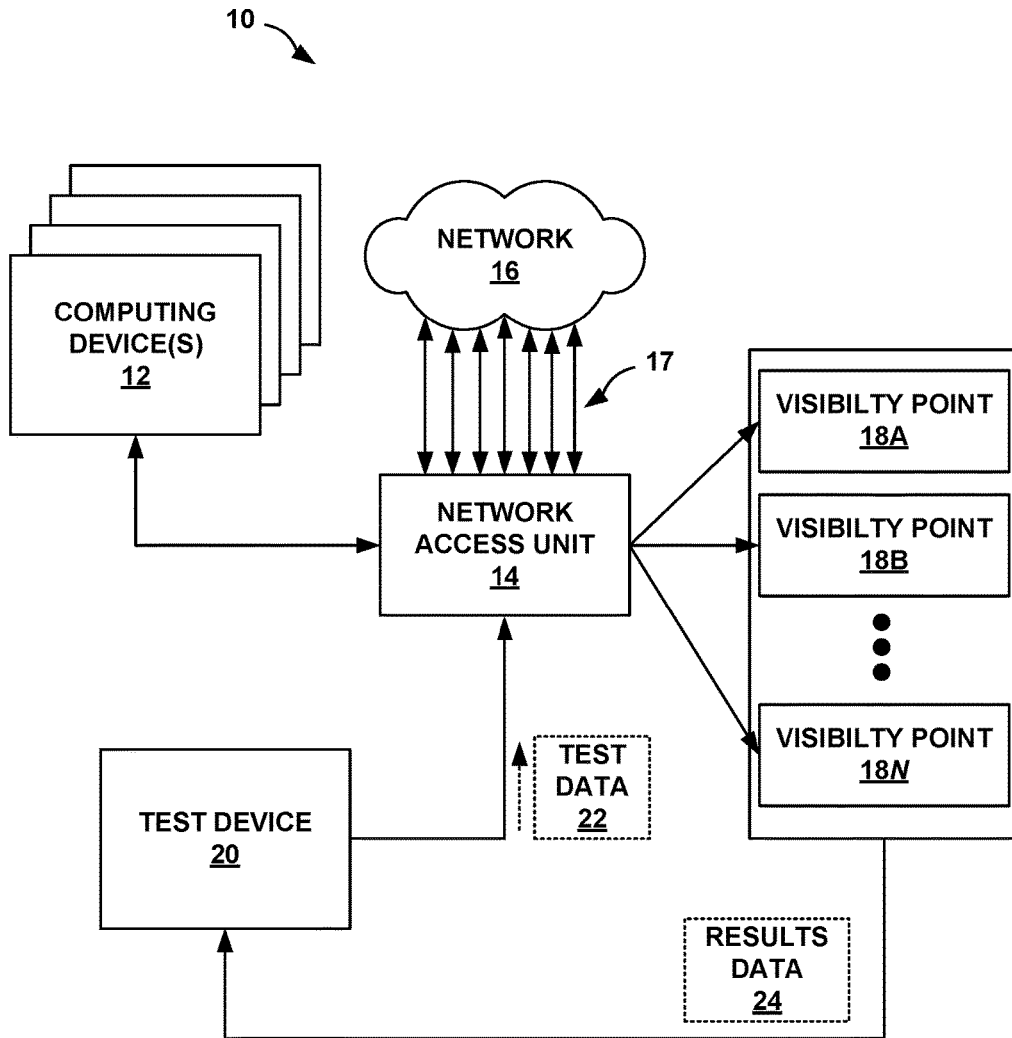 10
NETWORK
16
COMPUTING
DEVICE(S)
12
17
VISIBILTY POINT
18A
NETWORK
ACCESS UNIT
14
VISIBILTY POINT
18B
VISIBILTY POINT
18N
TEST
DATA
22
TEST DEVICE
20
RESULTS
DATA
24